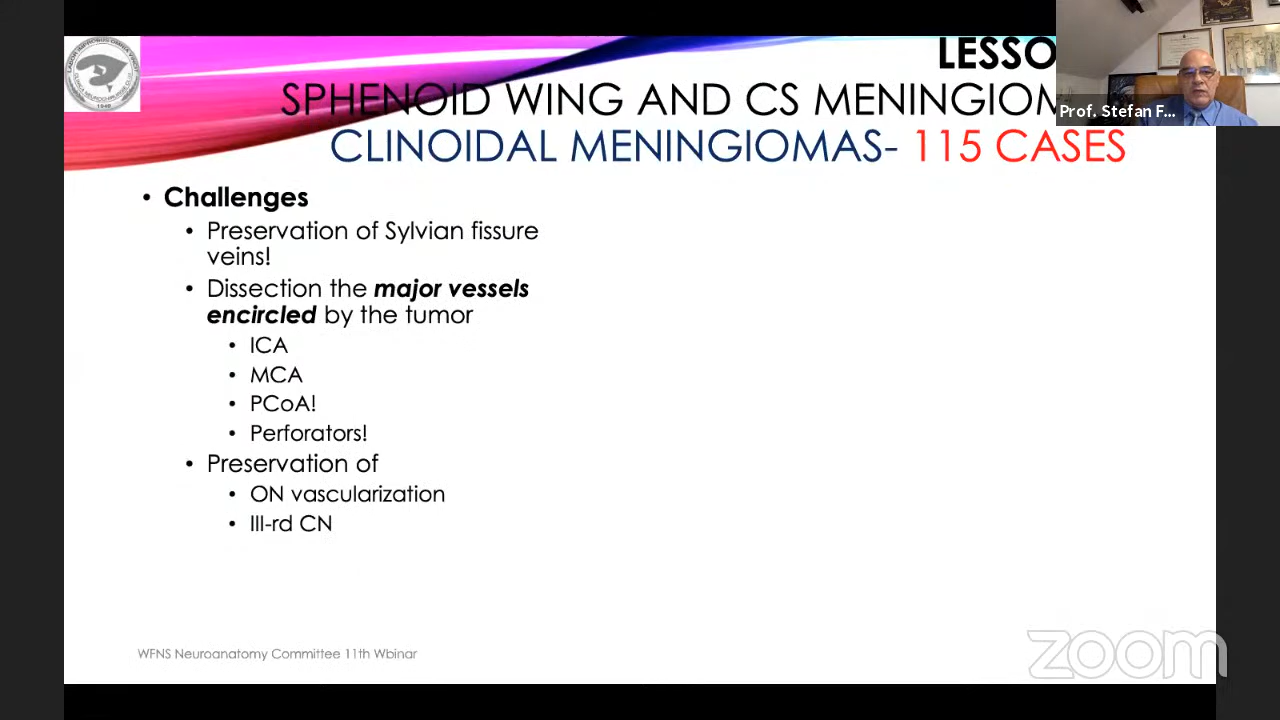 LESSO
SPHENOID WING AND CS MENINGIOM
CLINOIDAL MENINGIOMAS- 115 CASES
Prof. Stefan F...
• Challenges
• Preservation of Sylvian fissure
veins!
• Dissection the major vessels
encircled by the tumor
• ICA
• MCA
• PCoA!
• Perforators!
• Preservation of
• ON vascularization
• III-rd CN
WFNS Neuroanatomy Committee 11th Wbinar
zoom
1948